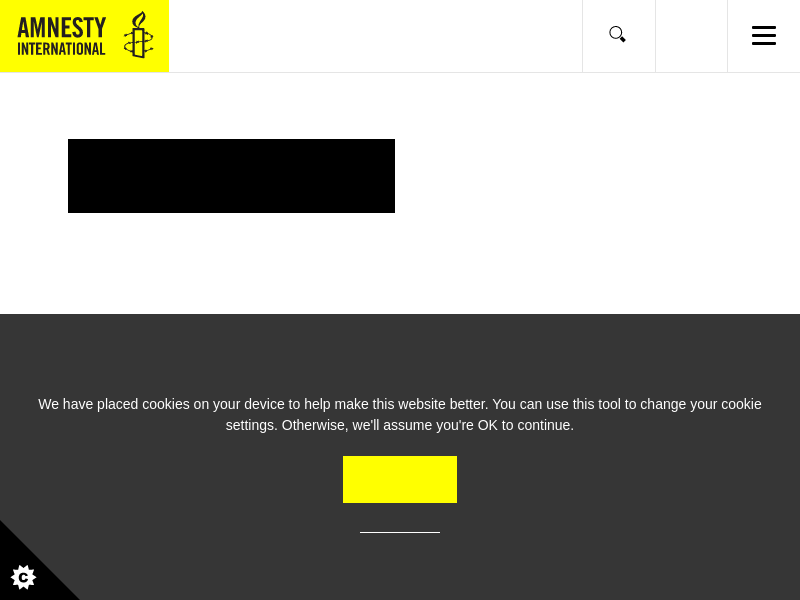 AMNESTY
INTERNATIONAL
We have placed cookies on your device to help make this website better. You can use this tool to change your cookie
settings. Otherwise, we'll assume you're OK to continue.
C